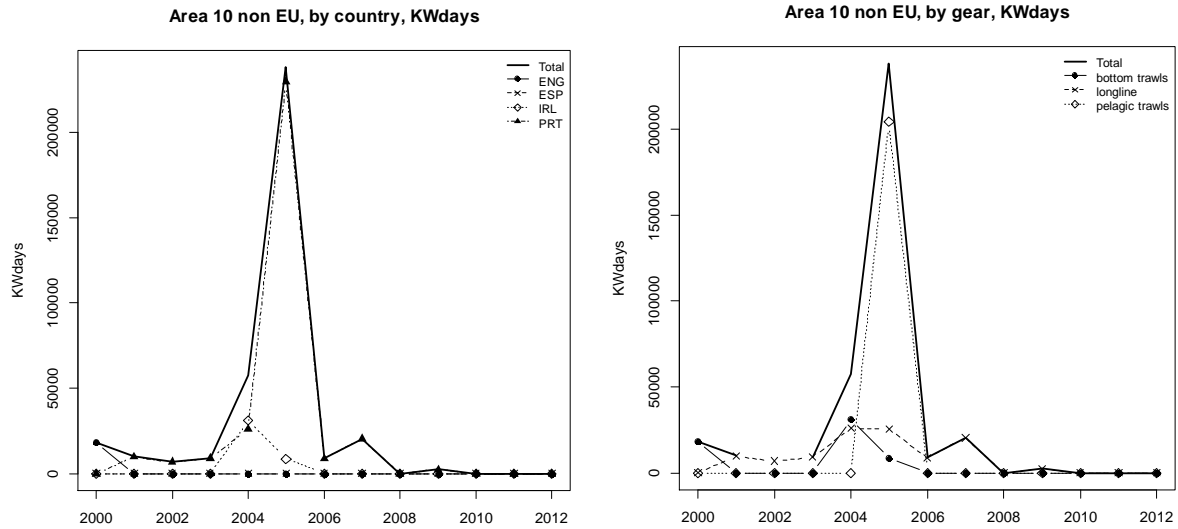 Area 10 non EU, by country, KWdays
Total
ENG
ESP
IRL
PRT
KWdays
200000
150000
100000
50000
0
2000 2002 2004 2006 2008 2010 2012
Area 10 non EU, by gear, KWdays
Total
bottom trawls
longline
pelagic trawls
KWdays
200000
150000
100000
50000
0
2000 2002 2004 2006 2008 2010 2012